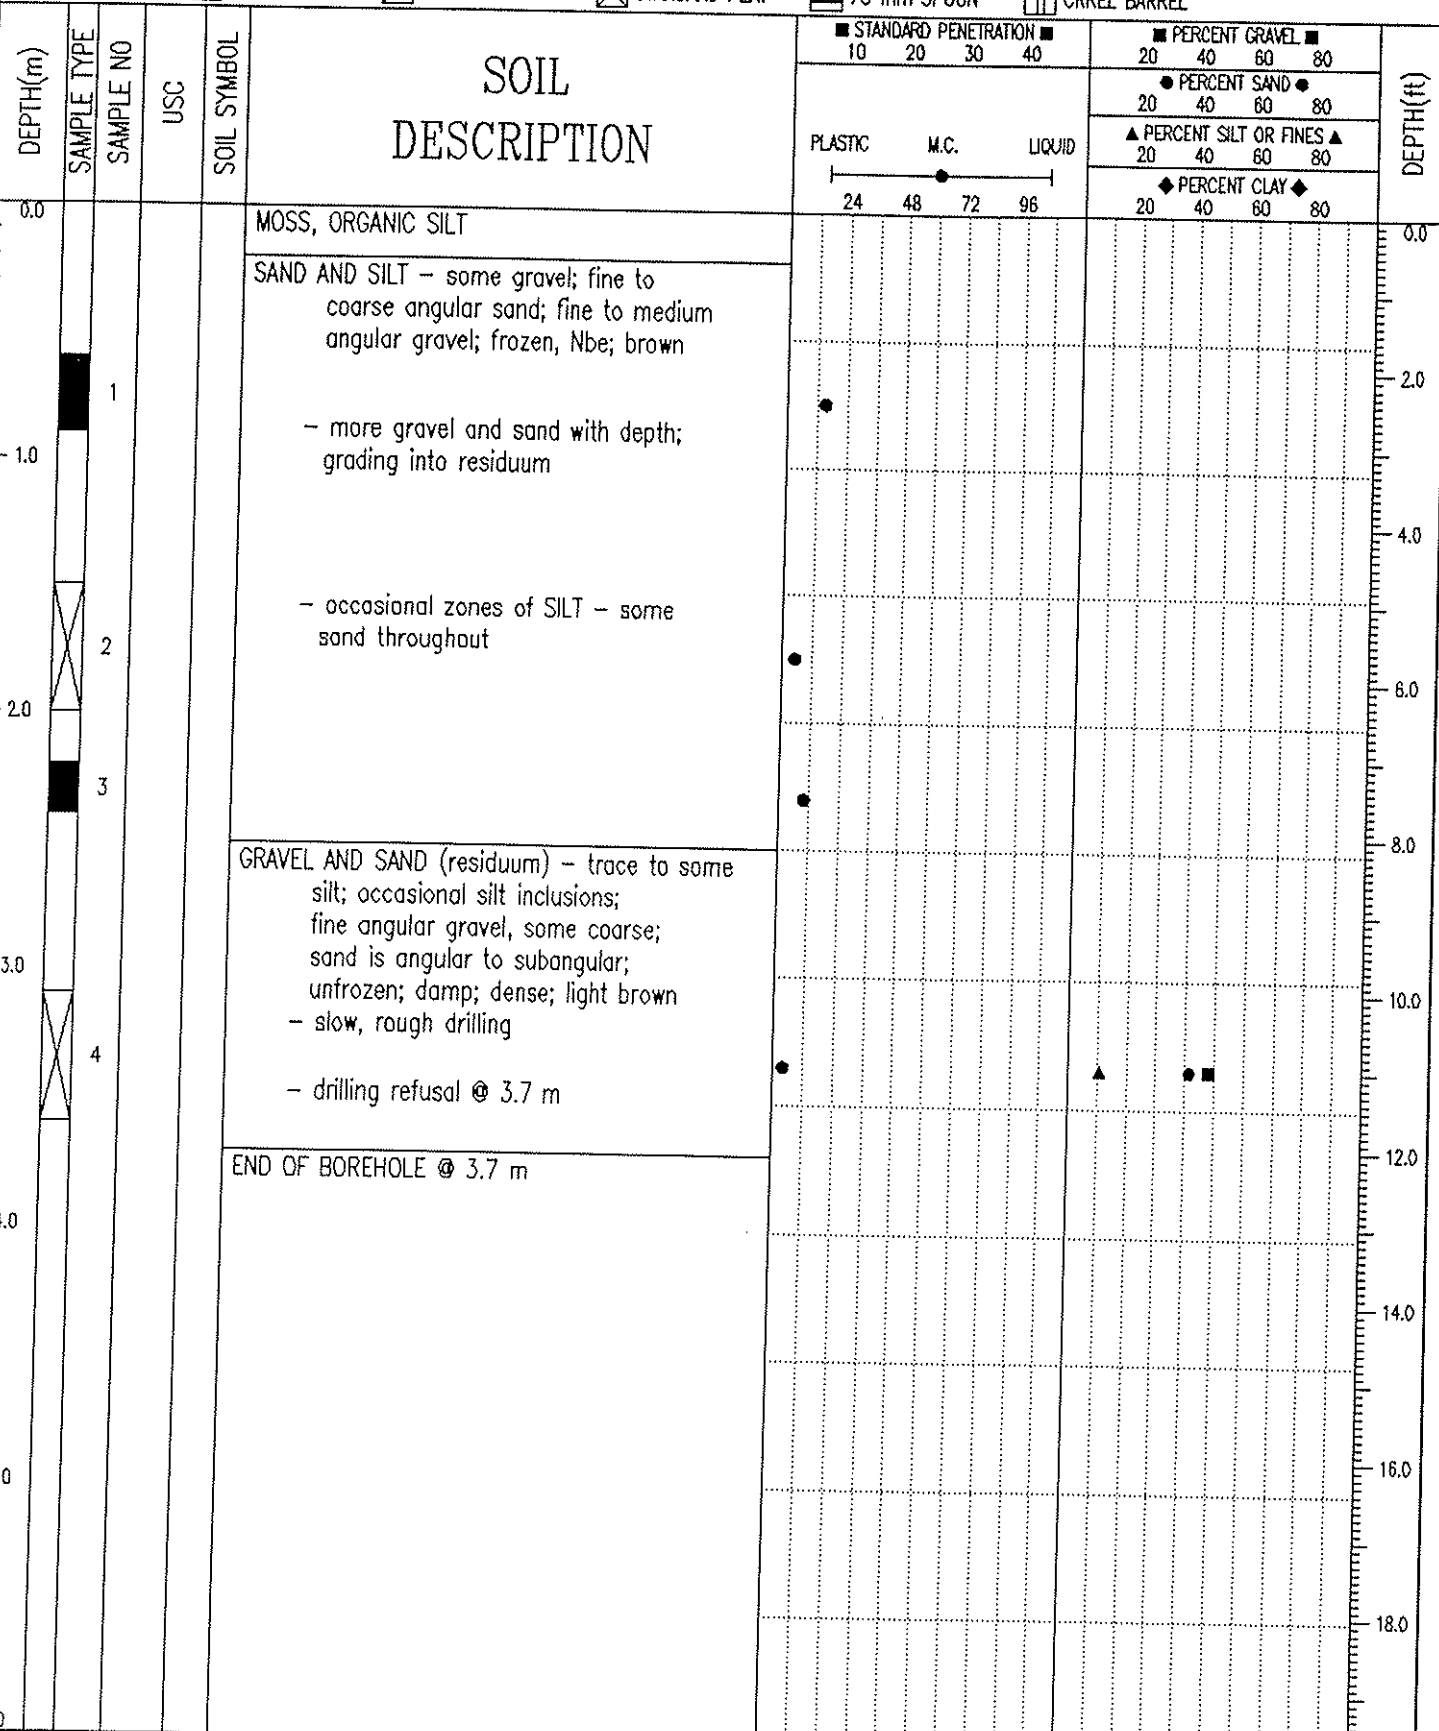 75 mm SPOON CRREL BARREL
DEPTH(m)
SAMPLE TYPE
SAMPLE NO
USC
SOIL SYMBOL
SOIL
DESCRIPTION
■ STANDARD PENETRATION ■
10 20 30 40
PLASTIC M.C. LIQUID
24 48 72 96
■ PERCENT GRAVEL ■
20 40 60 80
● PERCENT SAND ●
20 40 60 80
▲ PERCENT SILT OR FINES ▲
20 40 60 80
◆ PERCENT CLAY ◆
20 40 60 80
DEPTH(ft)
0.0
MOSS, ORGANIC SILT
0.0
SAND AND SILT – some gravel; fine to
coarse angular sand; fine to medium
angular gravel; frozen, Nbe; brown
1
2.0
– more gravel and sand with depth;
1.0
grading into residuum
4.0
– occasional zones of SILT – some
sand throughout
2
6.0
2.0
3
8.0
GRAVEL AND SAND (residuum) – trace to some
silt; occasional silt inclusions;
fine angular gravel, some coarse;
3.0
sand is angular to subangular;
unfrozen; damp; dense; light brown
10.0
– slow, rough drilling
4
– drilling refusal @ 3.7 m
12.0
END OF BOREHOLE @ 3.7 m
.0
14.0
0
16.0
18.0